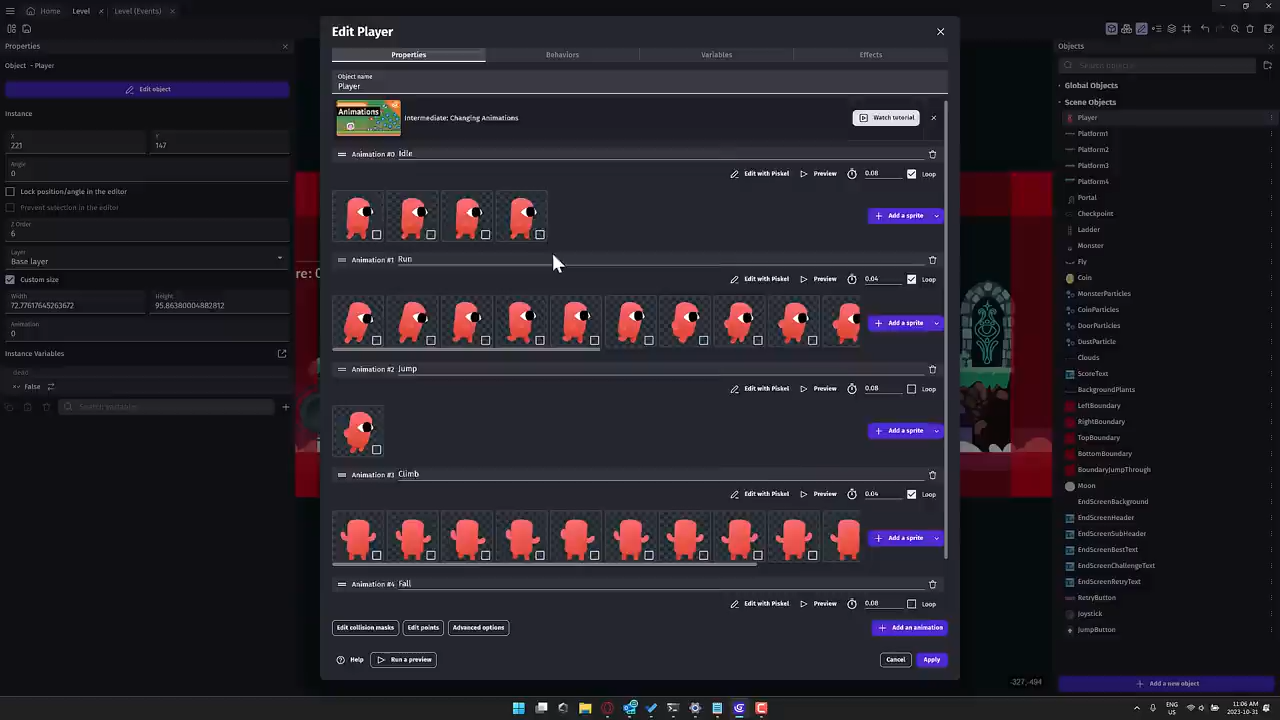 Home
Level
Level (Events)
Properties
Object - Player
Edit object
Instance
X
221
Y
147
Angle
0
Lock position/angle in the editor
Prevent selection in the editor
Z Order
6
Layer
Base layer
Custom size
Width
72.77617645263672
Height
95.86380004882812
Animation
0
Instance Variables
dead
False
Search variables
re: 0
Edit Player
Properties
Behaviors
Variables
Effects
Object name
Player
Animations
Intermediate: Changing Animations
Watch tutorial
Animation #0 Idle
Edit with Piskel
Preview
0.08
Loop
Add a sprite
Animation #1 Run
Edit with Piskel
Preview
0.04
Loop
Add a sprite
Animation #2 Jump
Edit with Piskel
Preview
0.08
Loop
Add a sprite
Animation #3 Climb
Edit with Piskel
Preview
0.04
Loop
Add a sprite
Animation #4 Fall
Edit with Piskel
Preview
0.08
Loop
Edit collision masks
Edit points
Advanced options
Add an animation
Help
Run a preview
Cancel
Apply
Objects
Search objects
Global Objects
Scene Objects
Player
Platform1
Platform2
Platform3
Platform4
Portal
Checkpoint
Ladder
Monster
Fly
Coin
MonsterParticles
CoinParticles
DoorParticles
DustParticle
Clouds
ScoreText
BackgroundPlants
LeftBoundary
RightBoundary
TopBoundary
BottomBoundary
BoundaryJumpThrough
Moon
EndScreenBackground
EndScreenHeader
EndScreenSubHeader
EndScreenBestText
EndScreenChallengeText
EndScreenRetryText
RetryButton
Joystick
JumpButton
Add a new object
-327;-494
ENG
US
11:06 AM
2023-10-31